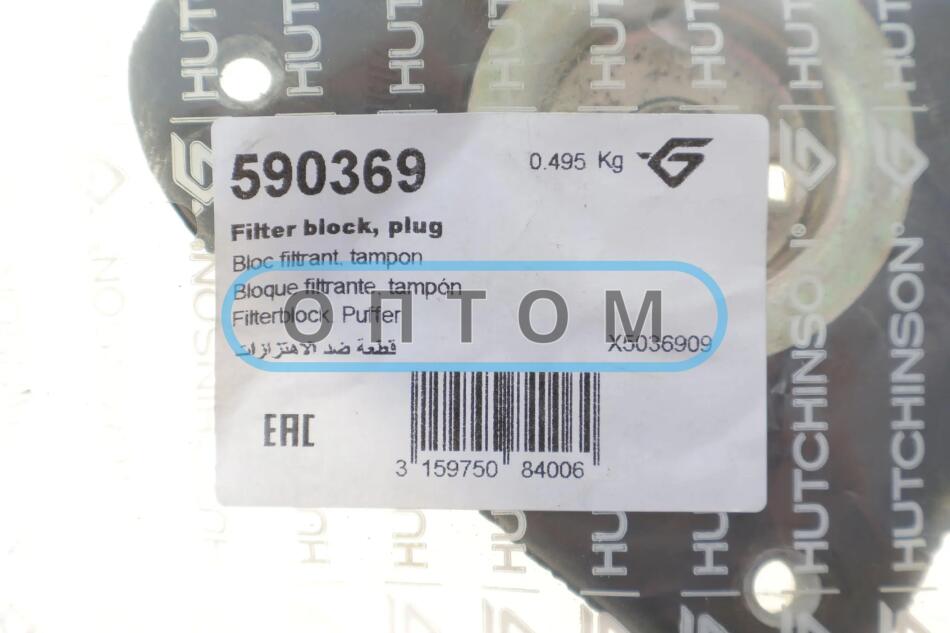 590369
0.495 Kg
Filter block, plug
Bloc filtrant, tampon
Bloque filtrante, tampón
Filterblock, Puffer
قطعة ضد الاهتزازات
X5036909
ОПТОМ
EAC
3 159750 84006
HUTCHINSON®
HUTCHINSON